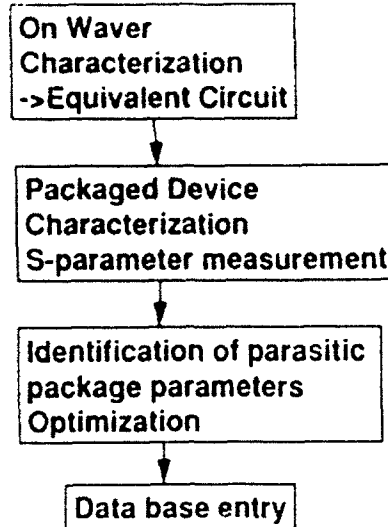 On Waver
Characterization
->Equivalent Circuit
Packaged Device
Characterization
S-parameter measurement
Identification of parasitic
package parameters
Optimization
Data base entry